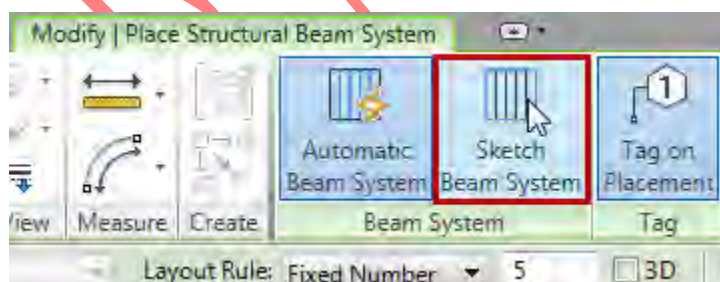 Modify | Place Structural Beam System
Automatic Beam System
Sketch Beam System
1
Tag on Placement
View Measure Create Beam System Tag
Layout Rule: Fixed Number 5 3D